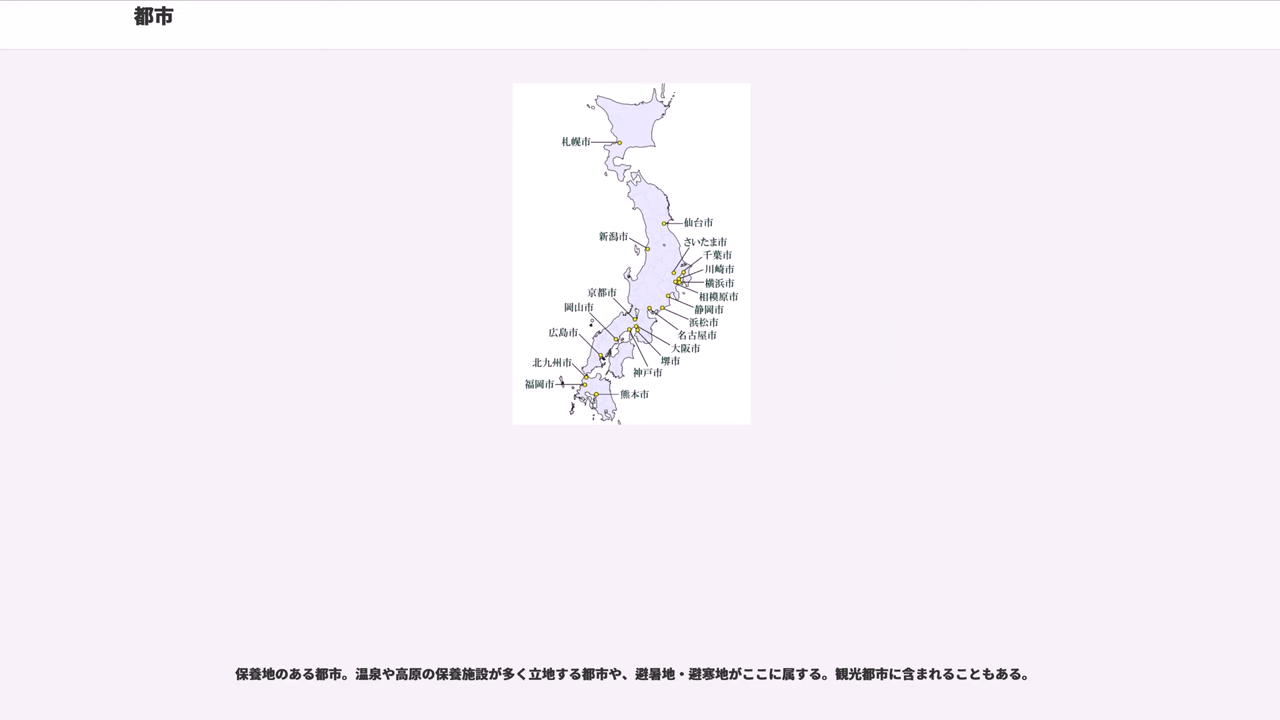 都市
札幌市
仙台市
新潟市
さいたま市
千葉市
川崎市
横浜市
京都市
相模原市
岡山市
静岡市
浜松市
広島市
名古屋市
大阪市
北九州市
堺市
神戸市
福岡市
熊本市
保養地のある都市。温泉や高原の保養施設が多く立地する都市や、避暑地・避寒地がここに属する。観光都市に含まれることもある。